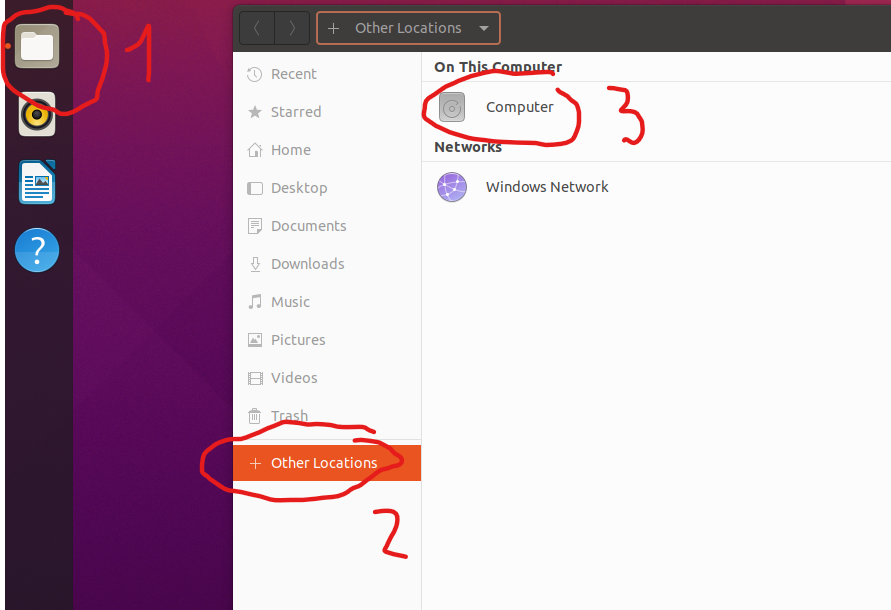 1
Other Locations
On This Computer
Recent
Computer
3
Starred
Home
Networks
Desktop
Windows Network
Documents
Downloads
Music
Pictures
Videos
Trash
Other Locations
2
?